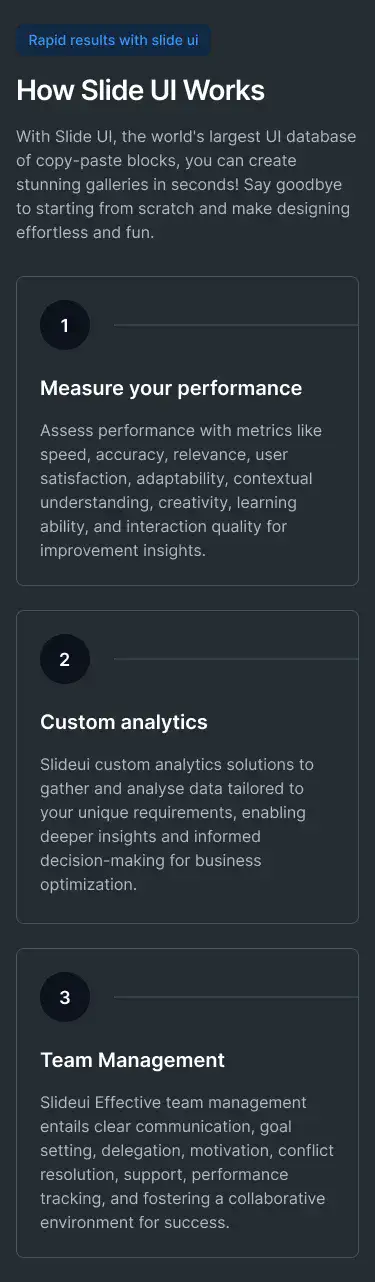 Rapid results with slide ui
How Slide UI Works
With Slide UI, the world's largest UI database
of copy-paste blocks, you can create
stunning galleries in seconds! Say goodbye
to starting from scratch and make designing
effortless and fun.
1
Measure your performance
Assess performance with metrics like
speed, accuracy, relevance, user
satisfaction, adaptability, contextual
understanding, creativity, learning
ability, and interaction quality for
improvement insights.
2
Custom analytics
Slideui custom analytics solutions to
gather and analyse data tailored to
your unique requirements, enabling
deeper insights and informed
decision-making for business
optimization.
3
Team Management
Slideui Effective team management
entails clear communication, goal
setting, delegation, motivation, conflict
resolution, support, performance
tracking, and fostering a collaborative
environment for success.